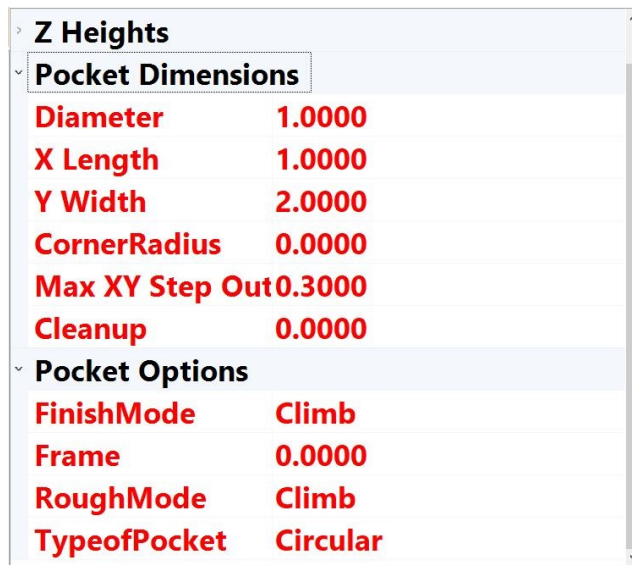 Z Heights
Pocket Dimensions
Diameter 1.0000
X Length 1.0000
Y Width 2.0000
CornerRadius 0.0000
Max XY Step Out 0.3000
Cleanup 0.0000
Pocket Options
FinishMode Climb
Frame 0.0000
RoughMode Climb
TypeofPocket Circular